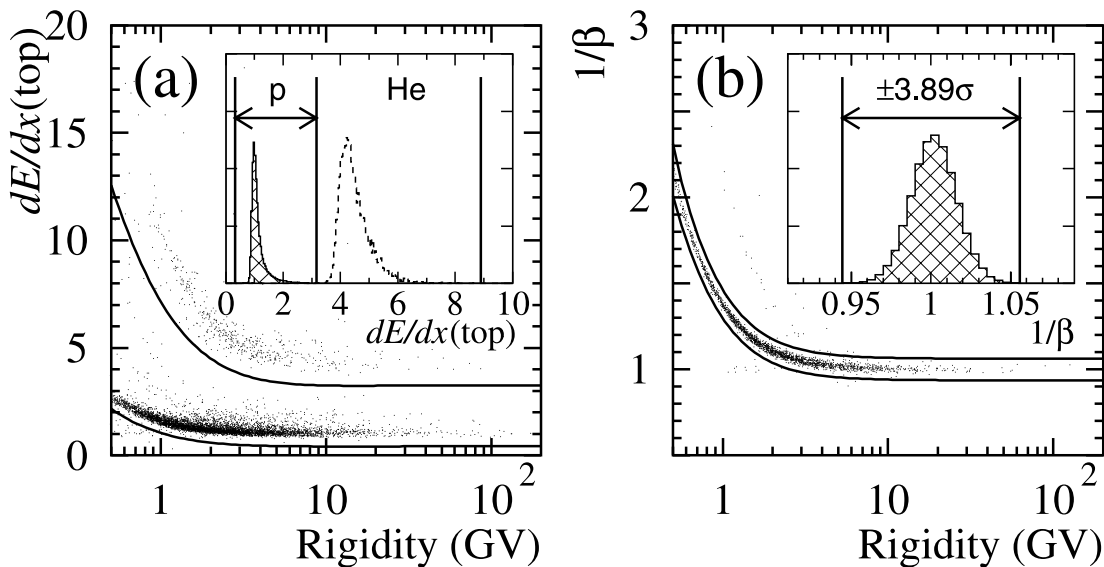 (a)
dE/dx(top)
20
15
10
5
0
1
10
10²
Rigidity (GV)
p
He
0
2
4
6
8
10
dE/dx(top)
(b)
1/β
3
2
1
1
10
10²
Rigidity (GV)
±3.89σ
0.95
1
1.05
1/β